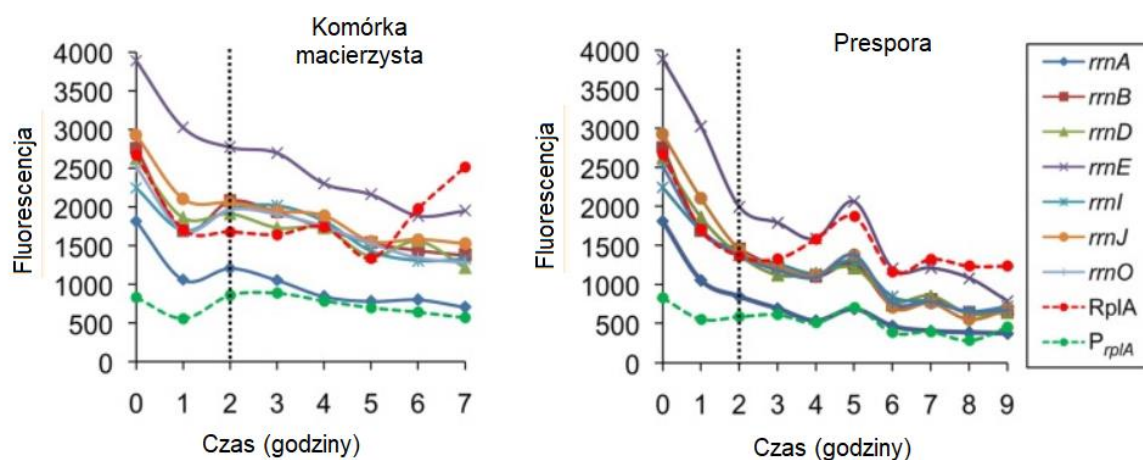 Komórka
macierzysta
Fluorescencja
4000
3500
3000
2500
2000
1500
1000
500
0
0 1 2 3 4 5 6 7
Czas (godziny)
Prespora
Fluorescencja
4000
3500
3000
2500
2000
1500
1000
500
0
0 1 2 3 4 5 6 7 8 9
Czas (godziny)
rrnA
rrnB
rrnD
rrnE
rrnI
rrnJ
rrnO
RplA
PrplA